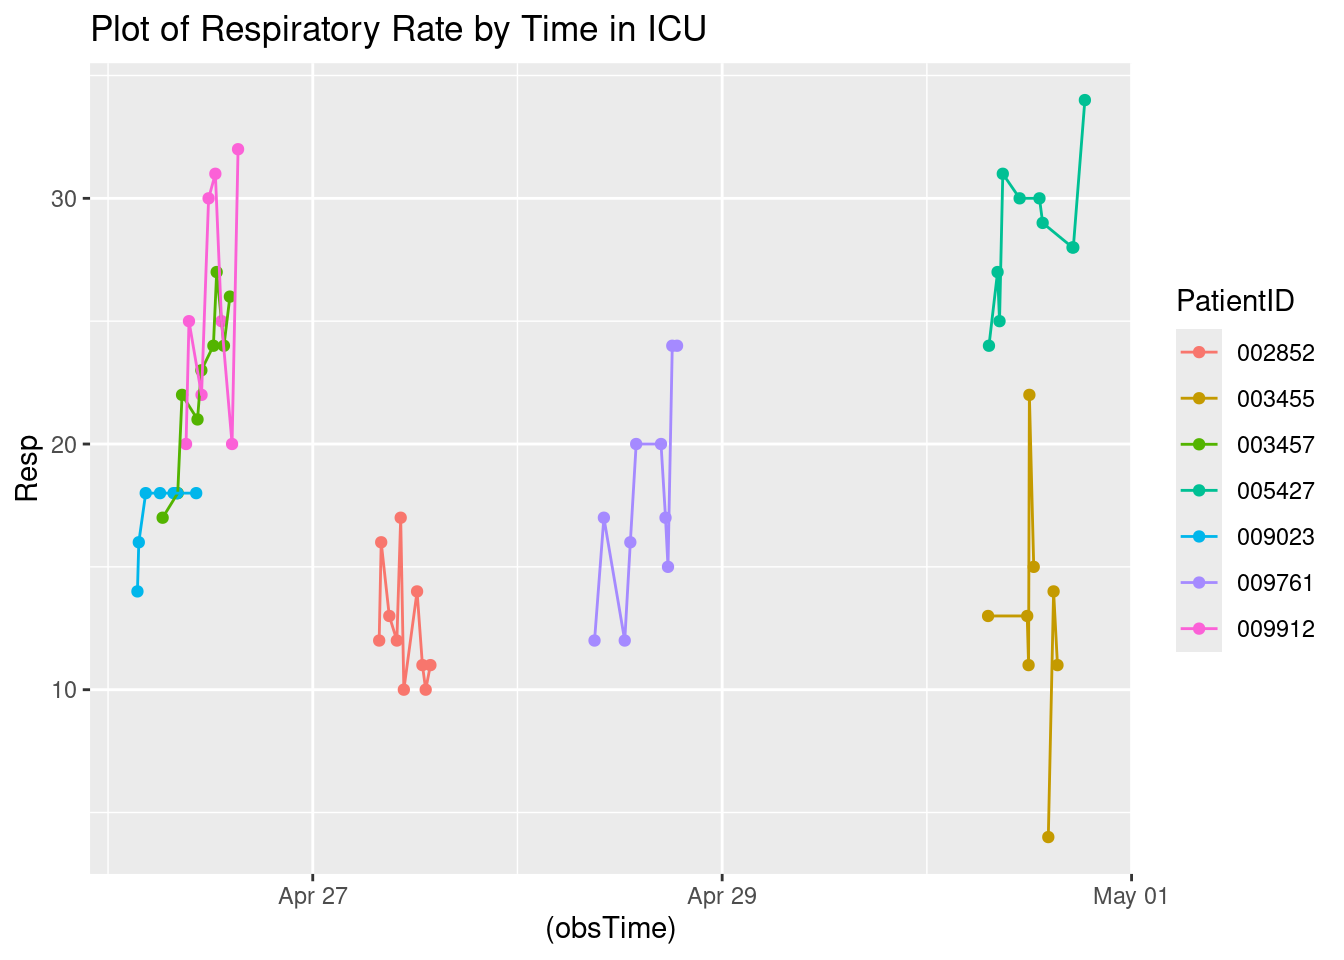 Plot of Respiratory Rate by Time in ICU
Resp
30
20
10
Apr 27
Apr 29
May 01
(obsTime)
PatientID
002852
003455
003457
005427
009023
009761
009912